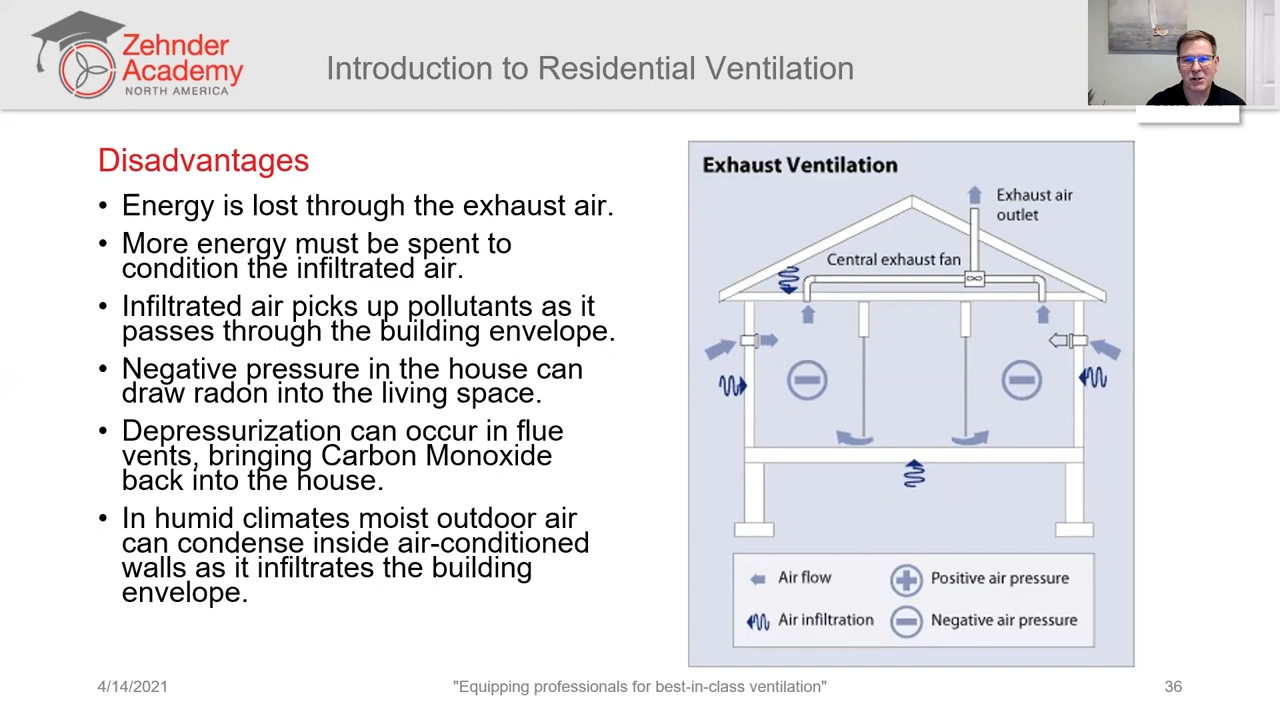 Zehnder
Academy
NORTH AMERICA
Introduction to Residential Ventilation
Disadvantages
• Energy is lost through the exhaust air.
• More energy must be spent to
condition the infiltrated air.
• Infiltrated air picks up pollutants as it
passes through the building envelope.
• Negative pressure in the house can
draw radon into the living space.
• Depressurization can occur in flue
vents, bringing Carbon Monoxide
back into the house.
• In humid climates moist outdoor air
can condense inside air-conditioned
walls as it infiltrates the building
envelope.
Exhaust Ventilation
Exhaust air
outlet
Central exhaust fan
Air flow
Positive air pressure
Air infiltration
Negative air pressure
4/14/2021
"Equipping professionals for best-in-class ventilation"
36